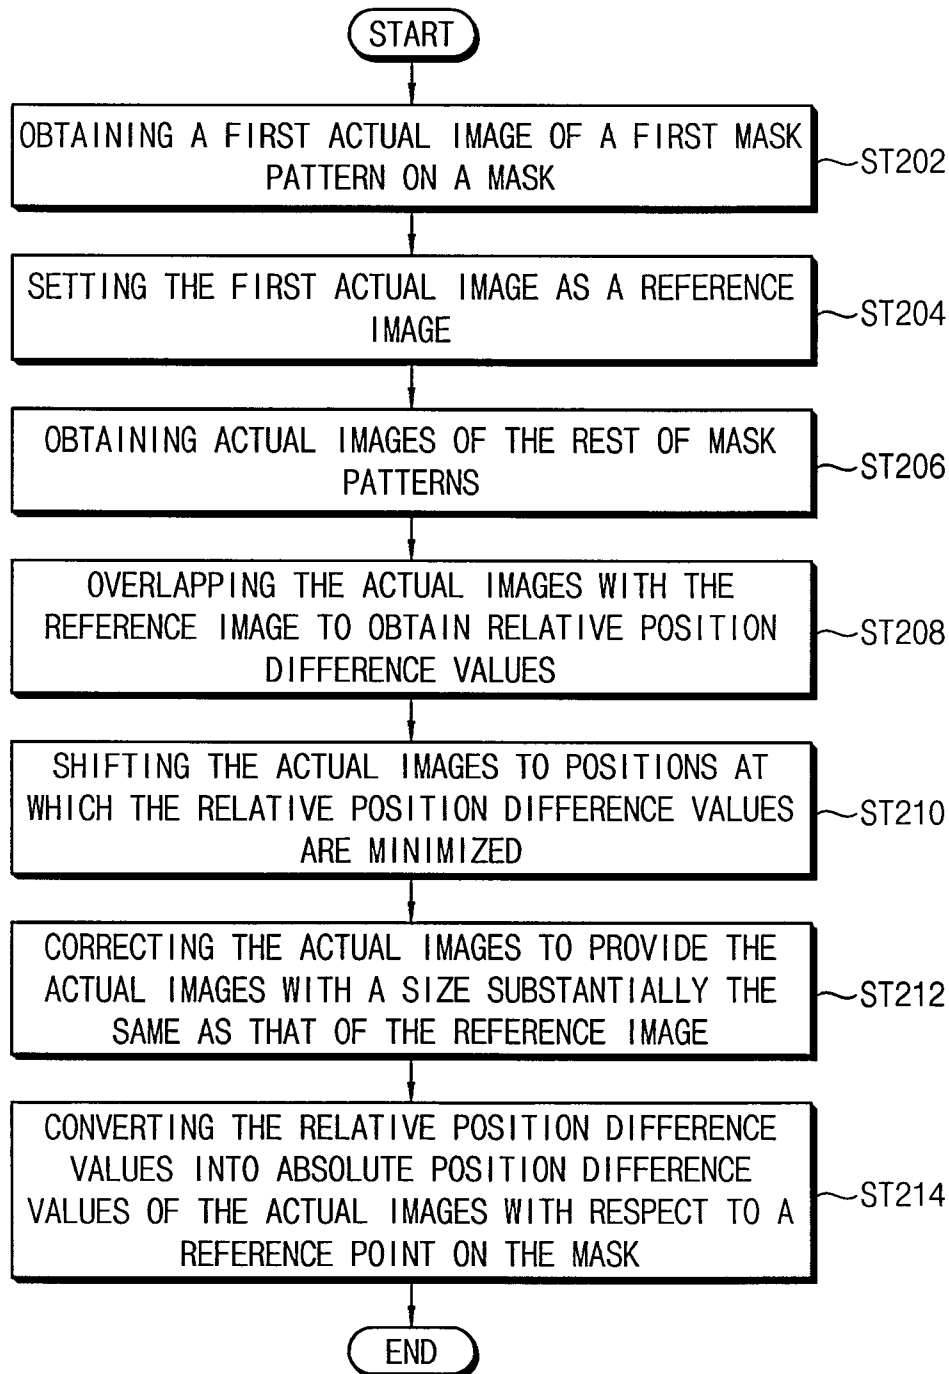 START
OBTAINING A FIRST ACTUAL IMAGE OF A FIRST MASK
PATTERN ON A MASK
ST202
SETTING THE FIRST ACTUAL IMAGE AS A REFERENCE
IMAGE
ST204
OBTAINING ACTUAL IMAGES OF THE REST OF MASK
PATTERNS
ST206
OVERLAPPING THE ACTUAL IMAGES WITH THE
REFERENCE IMAGE TO OBTAIN RELATIVE POSITION
DIFFERENCE VALUES
ST208
SHIFTING THE ACTUAL IMAGES TO POSITIONS AT
WHICH THE RELATIVE POSITION DIFFERENCE VALUES
ARE MINIMIZED
ST210
CORRECTING THE ACTUAL IMAGES TO PROVIDE THE
ACTUAL IMAGES WITH A SIZE SUBSTANTIALLY THE
SAME AS THAT OF THE REFERENCE IMAGE
ST212
CONVERTING THE RELATIVE POSITION DIFFERENCE
VALUES INTO ABSOLUTE POSITION DIFFERENCE
VALUES OF THE ACTUAL IMAGES WITH RESPECT TO A
REFERENCE POINT ON THE MASK
ST214
END